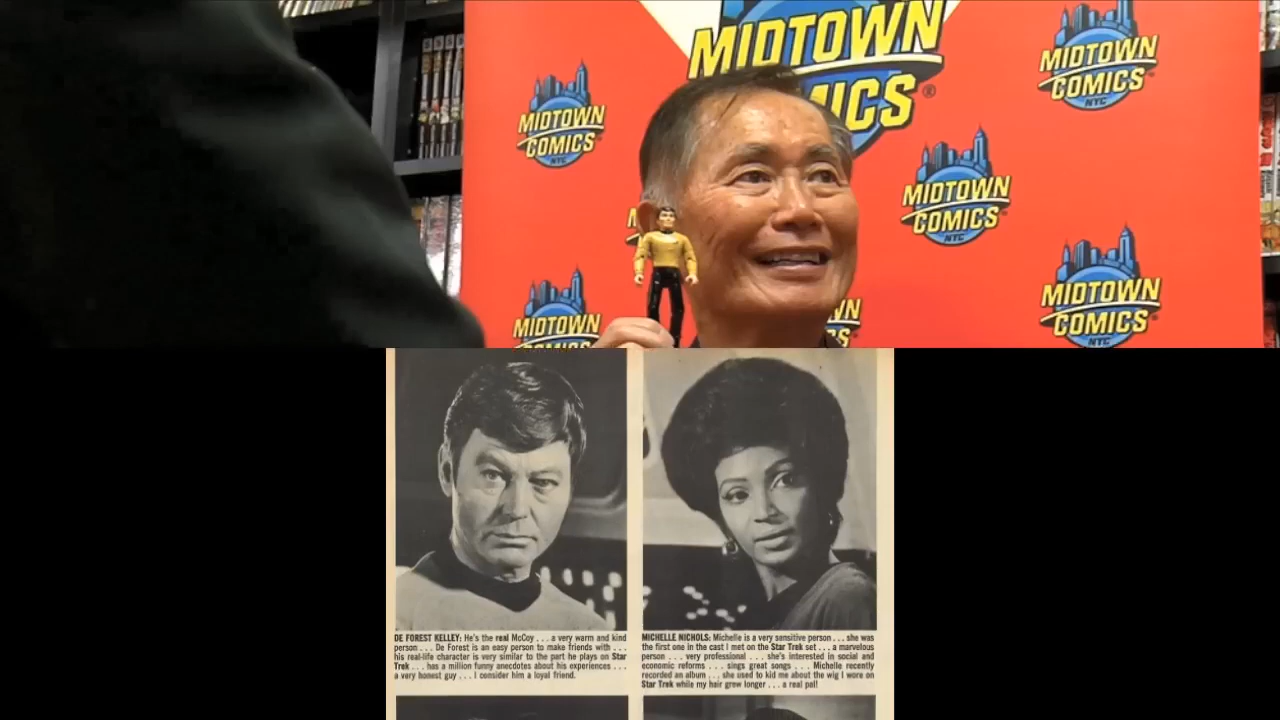 MIDTOWN
COMICS
NYC
MIDTOWN
MICS®
MIDTOWN
COMICS
NYC
MIDTOWN
COMICS
NYC
M
MIDTOWN
COMICS
MIDTOWN
COMICS
NYC
WN
S
DE FOREST KELLEY: He's the real McCoy . . . a very warm and kind
person . . . De Forest is an easy person to make friends with . . .
his real-life character is very similar to the part he plays on Star
Trek . . . has a million funny anecdotes about his experiences . . .
a very honest guy . . . I consider him a loyal friend.
MICHELLE NICHOLS: Michelle is a very sensitive person . . . she was
the first one in the cast I met on the Star Trek set . . . a marvelous
person . . . very professional . . . she's interested in social and
economic reforms . . . sings great songs . . . Michelle recently
recorded an album . . . she used to kid me about the wig I wore on
Star Trek while my hair grew longer . . . a real pal!